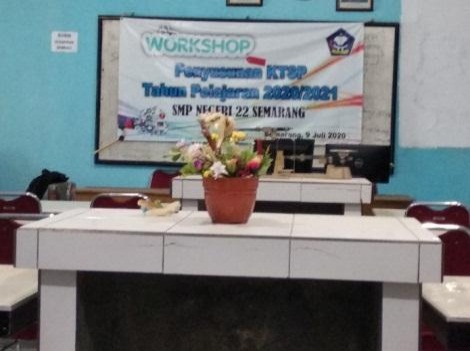 WORKSHOP
Penyusunan KTSP
Tahun Pelajaran 2020/2021
SMP NEGERI 22 SEMARANG
Semarang, 9 Juli 2020